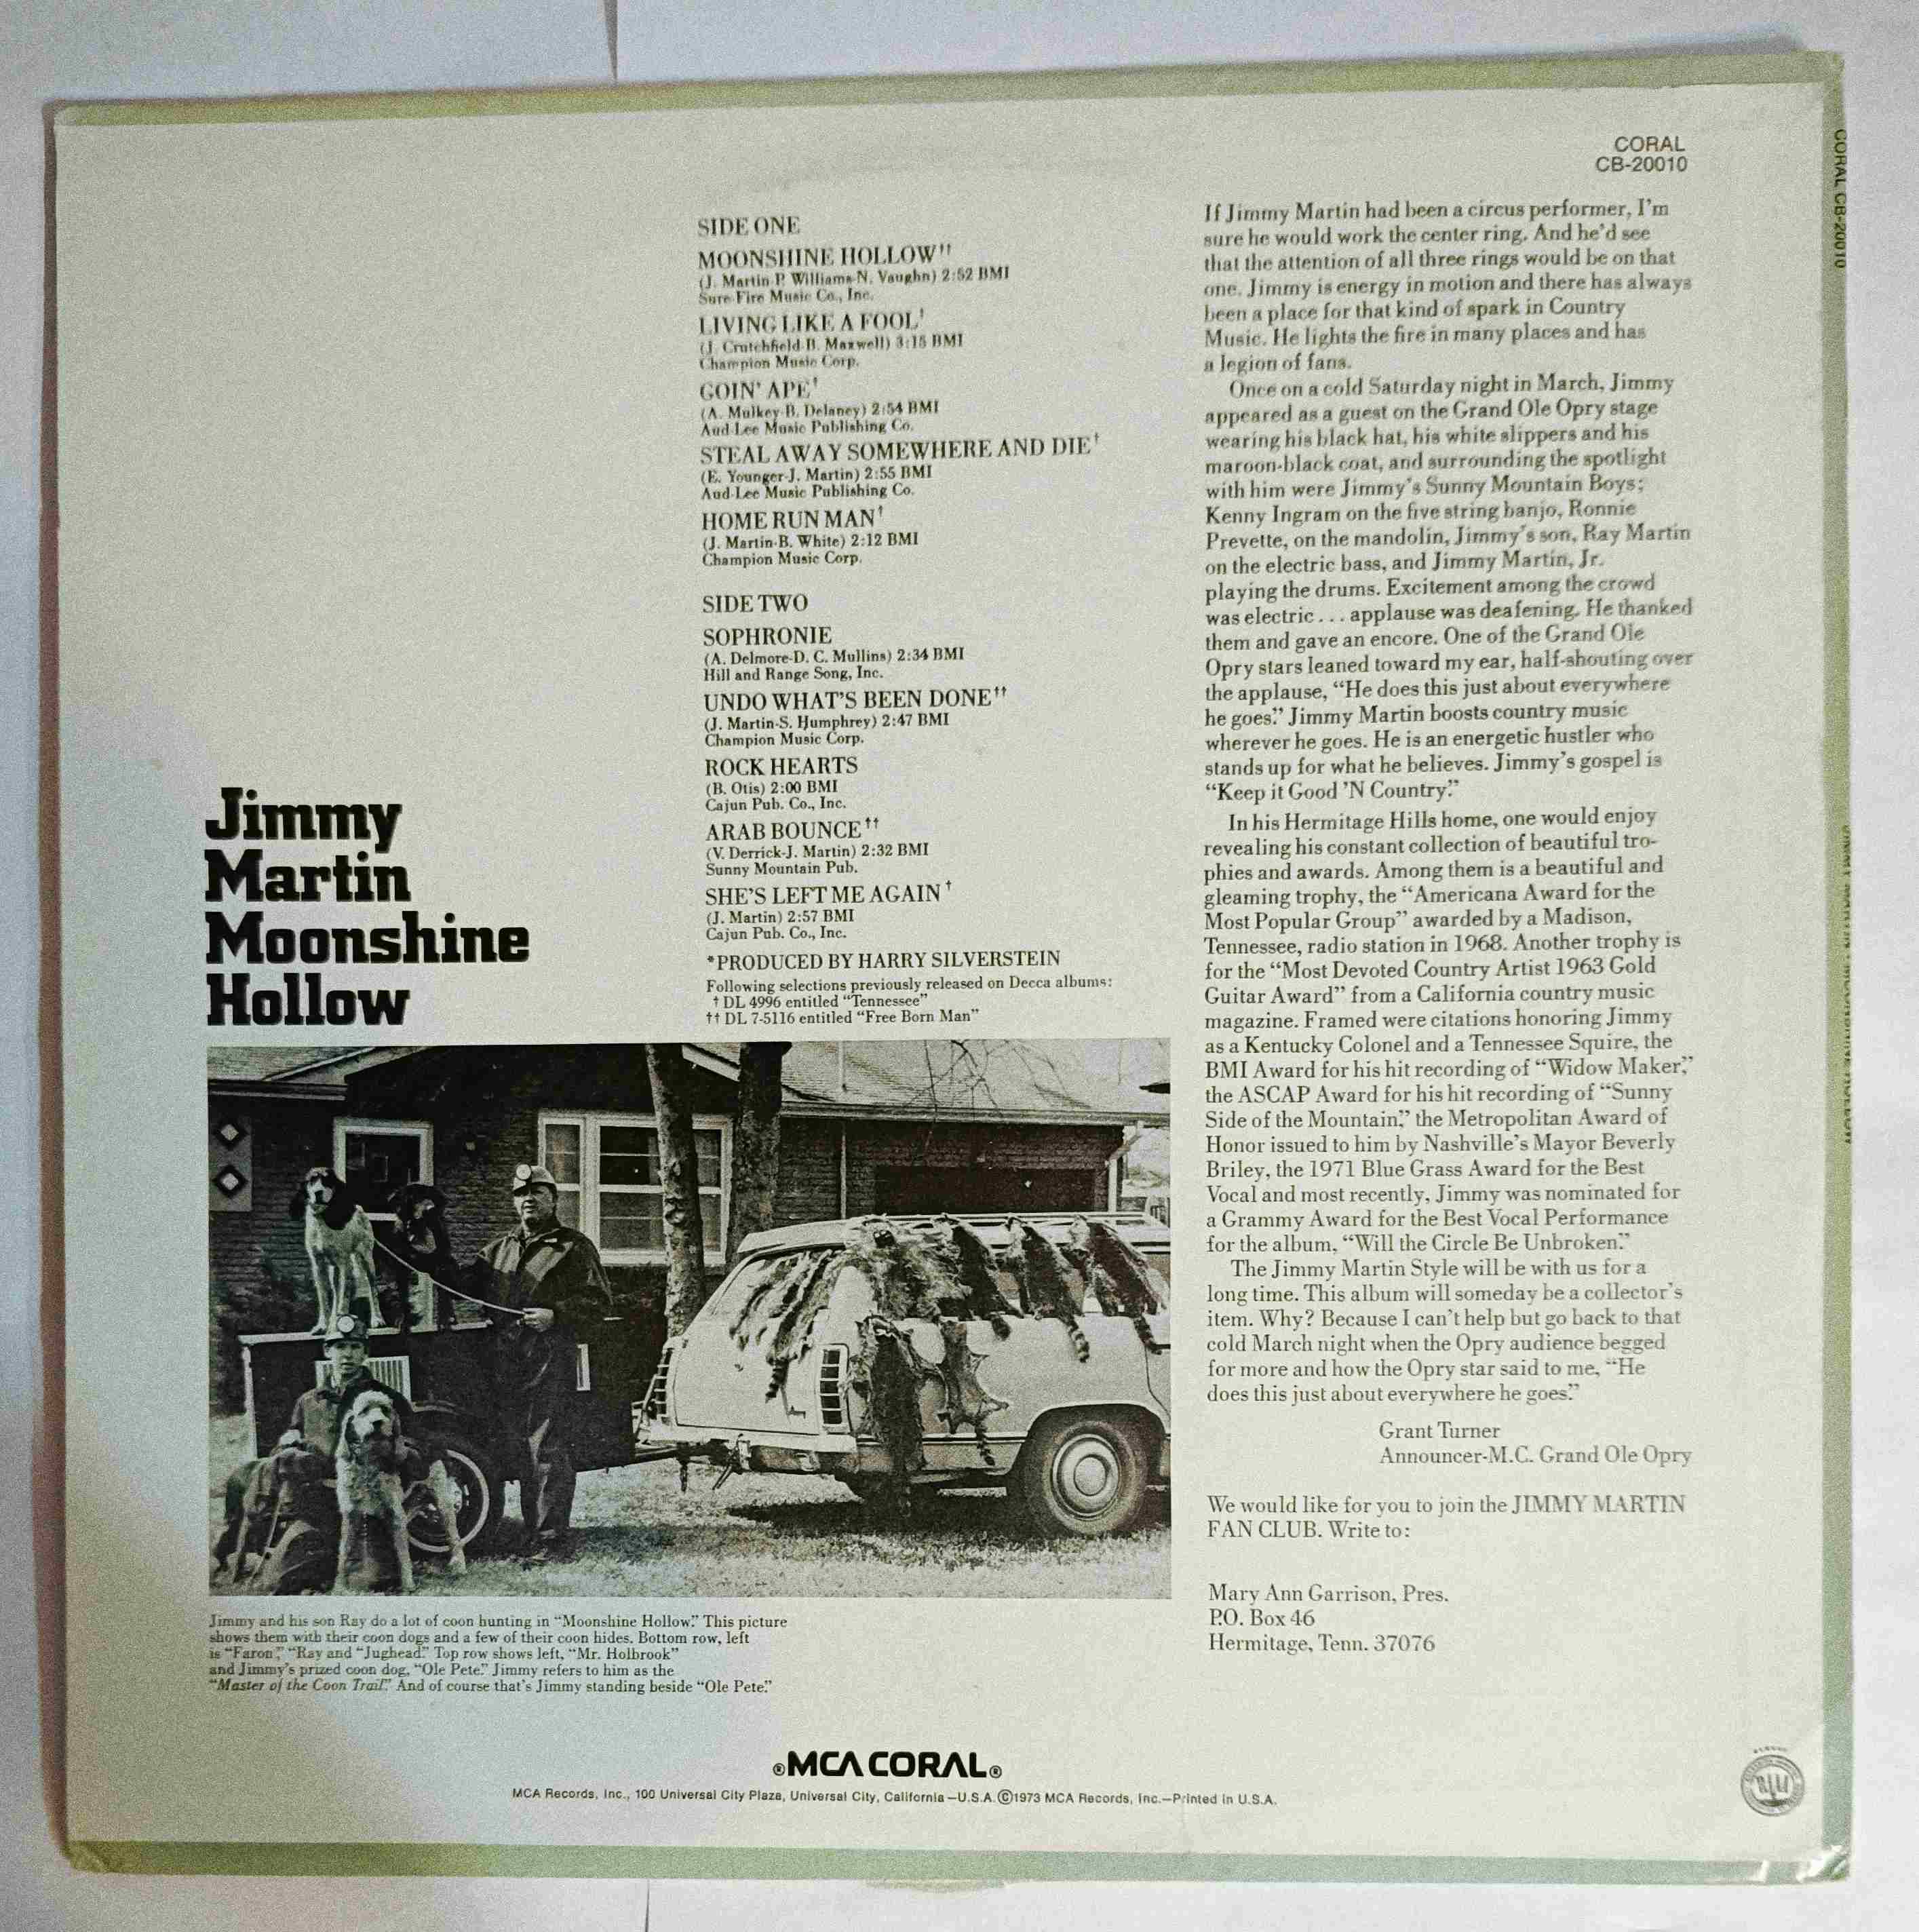 CORAL
CB-20010
CORAL CB-20010
SIDE ONE
MOONSHINE HOLLOW††
(J. Martin-P. Williams-N. Vaughn) 2:52 BMI
Sure-Fire Music Co., Inc.
LIVING LIKE A FOOL†
(J. Crutchfield-B. Maxwell) 3:15 BMI
Champion Music Corp.
GOIN' APE†
(A. Mulkey-B. Delaney) 2:54 BMI
Aud-Lee Music Publishing Co.
STEAL AWAY SOMEWHERE AND DIE†
(E. Younger-J. Martin) 2:55 BMI
Aud-Lee Music Publishing Co.
HOME RUN MAN†
(J. Martin-B. White) 2:12 BMI
Champion Music Corp.
SIDE TWO
SOPHRONIE
(A. Delmore-D. C. Mullins) 2:34 BMI
Hill and Range Song, Inc.
UNDO WHAT'S BEEN DONE††
(J. Martin-S. Humphrey) 2:47 BMI
Champion Music Corp.
ROCK HEARTS
(B. Otis) 2:00 BMI
Cajun Pub. Co., Inc.
ARAB BOUNCE††
(V. Derrick-J. Martin) 2:32 BMI
Sunny Mountain Pub.
SHE'S LEFT ME AGAIN†
(J. Martin) 2:57 BMI
Cajun Pub. Co., Inc.
*PRODUCED BY HARRY SILVERSTEIN
Following selections previously released on Decca albums:
† DL 4996 entitled “Tennessee”
†† DL 7-5116 entitled “Free Born Man”
Jimmy
Martin
Moonshine
Hollow
Jimmy and his son Ray do a lot of coon hunting in “Moonshine Hollow.” This picture
shows them with their coon dogs and a few of their coon hides. Bottom row, left
is “Faron,” “Ray and “Jughead.” Top row shows left, “Mr. Holbrook”
and Jimmy's prized coon dog, “Ole Pete.” Jimmy refers to him as the
“Master of the Coon Trail.” And of course that's Jimmy standing beside “Ole Pete.”
If Jimmy Martin had been a circus performer, I'm
sure he would work the center ring. And he'd see
that the attention of all three rings would be on that
one. Jimmy is energy in motion and there has always
been a place for that kind of spark in Country
Music. He lights the fire in many places and has
a legion of fans.
Once on a cold Saturday night in March, Jimmy
appeared as a guest on the Grand Ole Opry stage
wearing his black hat, his white slippers and his
maroon-black coat, and surrounding the spotlight
with him were Jimmy's Sunny Mountain Boys;
Kenny Ingram on the five string banjo, Ronnie
Prevette, on the mandolin, Jimmy's son, Ray Martin
on the electric bass, and Jimmy Martin, Jr.
playing the drums. Excitement among the crowd
was electric . . . applause was deafening. He thanked
them and gave an encore. One of the Grand Ole
Opry stars leaned toward my ear, half-shouting over
the applause, “He does this just about everywhere
he goes.” Jimmy Martin boosts country music
wherever he goes. He is an energetic hustler who
stands up for what he believes. Jimmy's gospel is
“Keep it Good 'N Country.”
In his Hermitage Hills home, one would enjoy
revealing his constant collection of beautiful tro-
phies and awards. Among them is a beautiful and
gleaming trophy, the “Americana Award for the
Most Popular Group” awarded by a Madison,
Tennessee, radio station in 1968. Another trophy is
for the “Most Devoted Country Artist 1963 Gold
Guitar Award” from a California country music
magazine. Framed were citations honoring Jimmy
as a Kentucky Colonel and a Tennessee Squire, the
BMI Award for his hit recording of “Widow Maker,”
the ASCAP Award for his hit recording of “Sunny
Side of the Mountain,” the Metropolitan Award of
Honor issued to him by Nashville's Mayor Beverly
Briley, the 1971 Blue Grass Award for the Best
Vocal and most recently, Jimmy was nominated for
a Grammy Award for the Best Vocal Performance
for the album, “Will the Circle Be Unbroken.”
The Jimmy Martin Style will be with us for a
long time. This album will someday be a collector's
item. Why? Because I can't help but go back to that
cold March night when the Opry audience begged
for more and how the Opry star said to me, “He
does this just about everywhere he goes.”
Grant Turner
Announcer-M.C. Grand Ole Opry
We would like for you to join the JIMMY MARTIN
FAN CLUB. Write to:
Mary Ann Garrison, Pres.
P.O. Box 46
Hermitage, Tenn. 37076
®MCA CORAL®
MCA Records, Inc., 100 Universal City Plaza, Universal City, California—U.S.A. ©1973 MCA Records, Inc.—Printed in U.S.A.